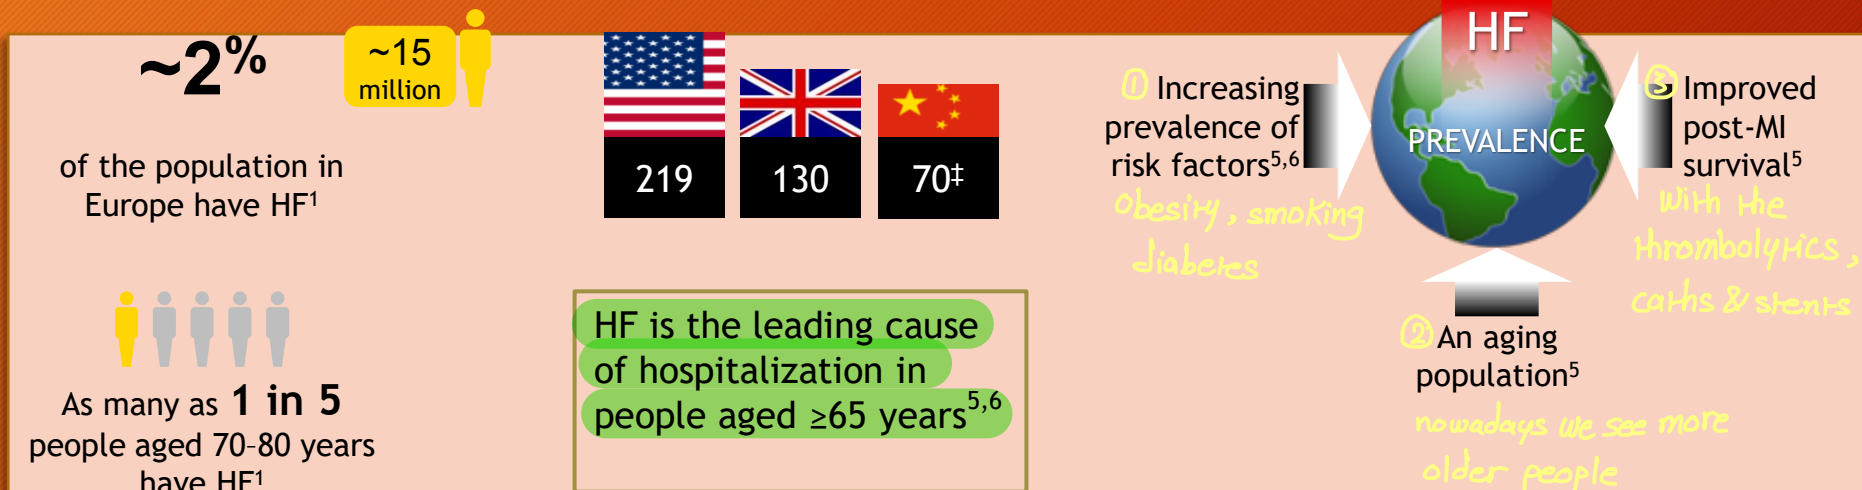 ~2%
~15
million
of the population in
Europe have HF1
As many as 1 in 5
people aged 70–80 years
have HF1
219
130
70‡
HF is the leading cause
of hospitalization in
people aged ≥65 years5,6
① Increasing
prevalence of
risk factors5,6
Obesity, smoking
diabetes
HF
PREVALENCE
③ Improved
post-MI
survival5
With the
thrombolytics,
caths & stents
② An aging
population5
nowadays we see more
older people